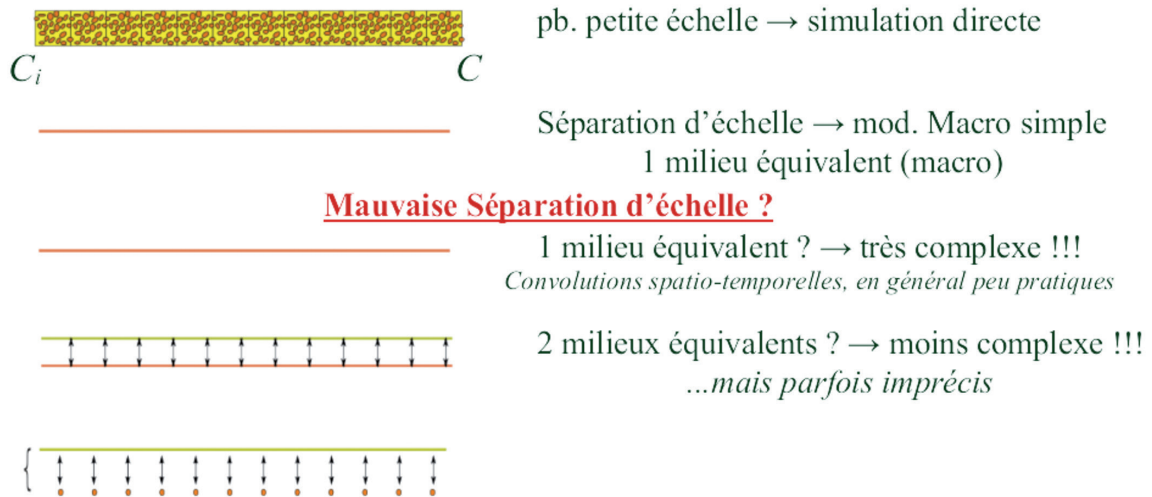 pb. petite échelle → simulation directe
C_i C
Séparation d’échelle → mod. Macro simple
1 milieu équivalent (macro)
Mauvaise Séparation d’échelle ?
1 milieu équivalent ? → très complexe !!!
Convolutions spatio-temporelles, en général peu pratiques
2 milieux équivalents ? → moins complexe !!!
...mais parfois imprécis
{